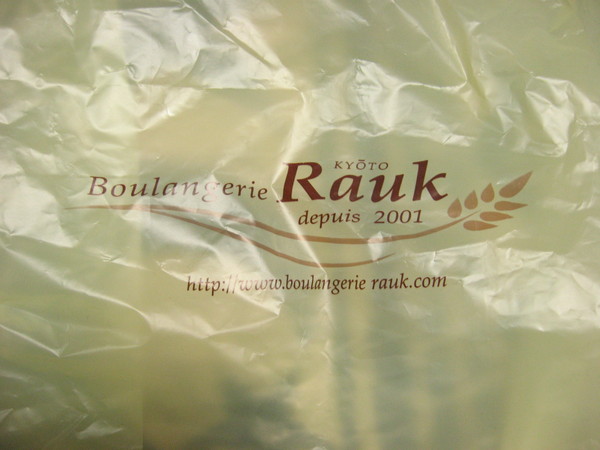 KYŌTO
Boulangerie Rauk
depuis 2001
http://www.boulangerie rauk.com